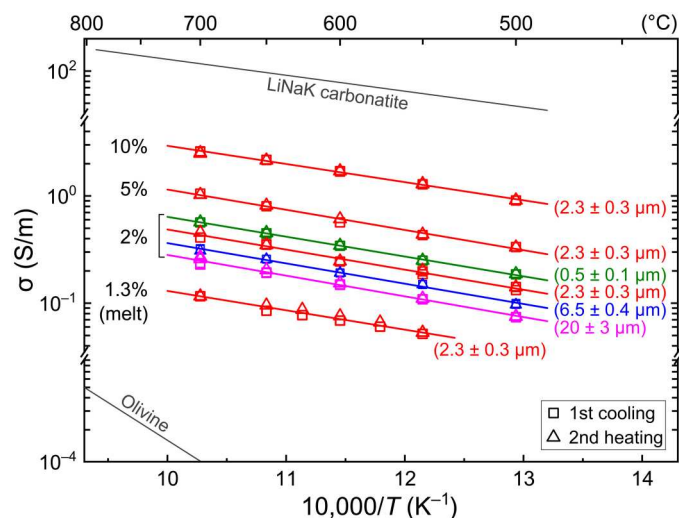 800 700 600 500 (°C)
10²
LiNaK carbonatite
10%
10⁰
5%
(2.3 ± 0.3 µm)
2%
(2.3 ± 0.3 µm)
(0.5 ± 0.1 µm)
(2.3 ± 0.3 µm)
10⁻¹
1.3%
(melt)
(6.5 ± 0.4 µm)
(20 ± 3 µm)
(2.3 ± 0.3 µm)
σ (S/m)
Olivine
1st cooling
2nd heating
10⁻⁴
10 11 12 13 14
10,000/T (K⁻¹)